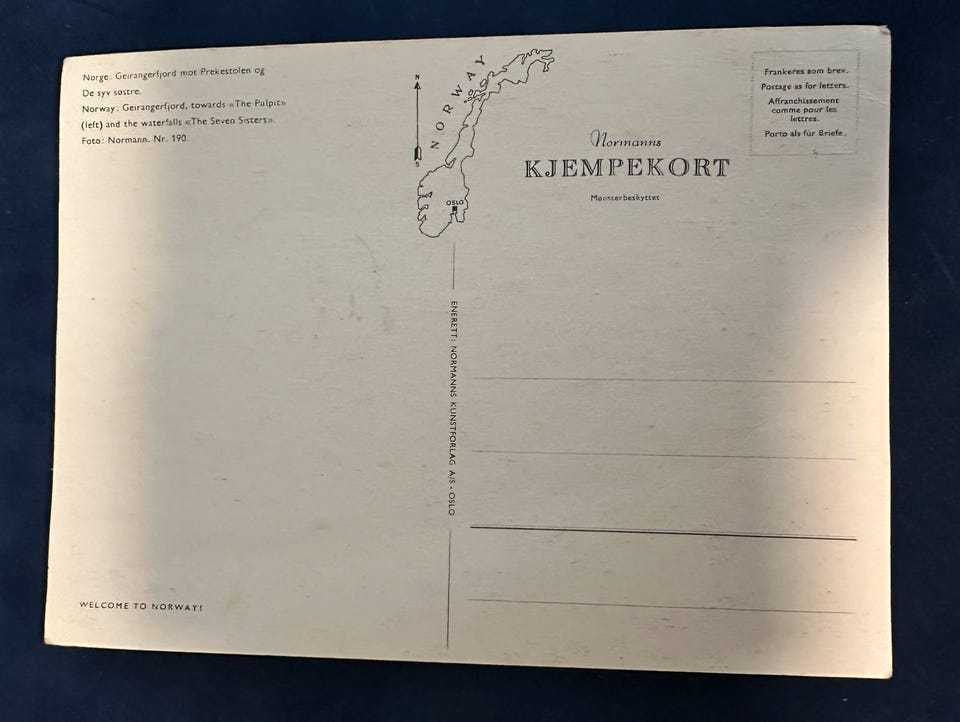 Norge: Geirangerfjord mot Prekestolen og
De syv søstre.
Norway: Geirangerfjord, towards «The Pulpit»
(left) and the waterfalls «The Seven Sisters».
Foto: Normann. Nr. 190.
N
NORWAY
S
OSLO
Normanns
KJEMPEKORT
Mønsterbeskyttet
Frankeres som brev.
Postage as for letters.
Affranchissement
comme pour les
lettres.
Porto als für Briefe.
ENERETT: NORMANNS KUNSTFORLAG A/S - OSLO
WELCOME TO NORWAY!